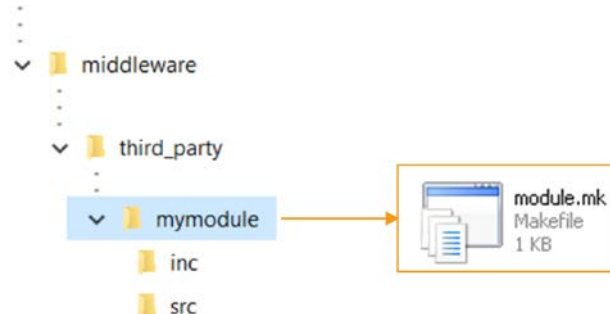 middleware
third_party
mymodule
module.mk
Makefile
1 KB
inc
src